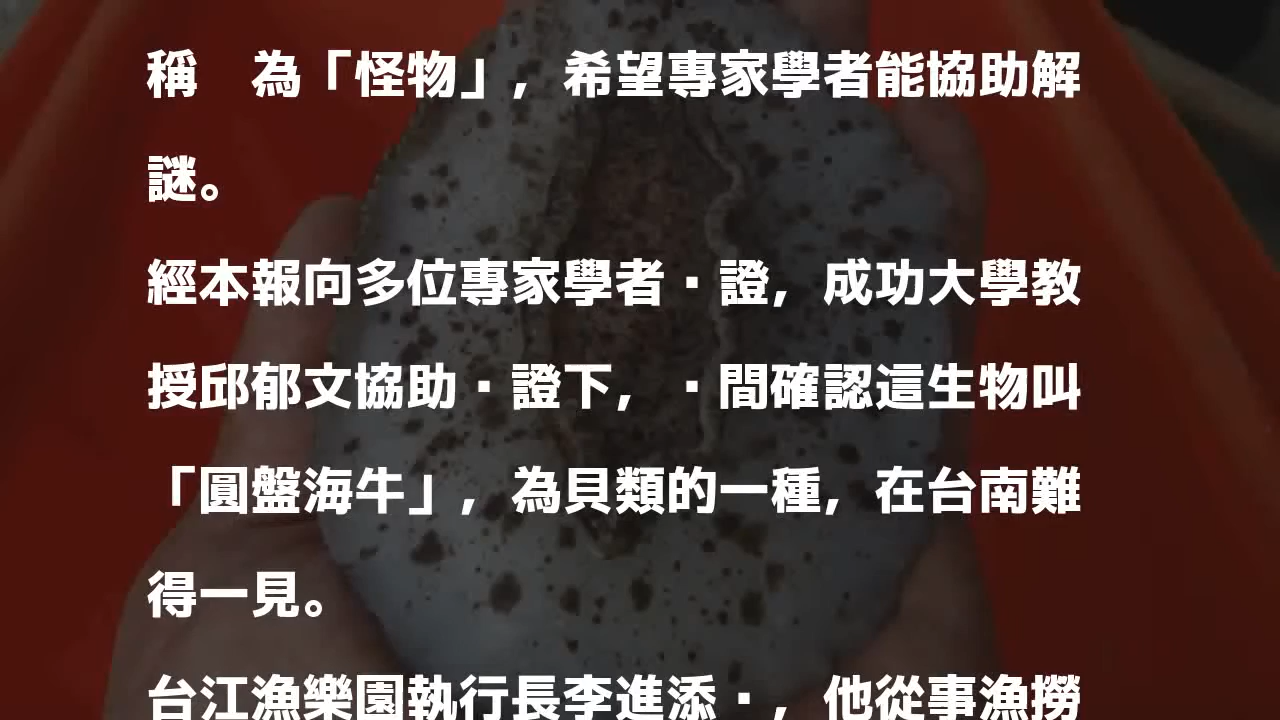 稱　為「怪物」，希望專家學者能協助解
謎。
經本報向多位專家學者▪證，成功大學教
授邱郁文協助▪證下，▪間確認這生物叫
「圓盤海牛」，為貝類的一種，在台南難
得一見。
台江漁樂園執行長李進添▪，他從事漁撈